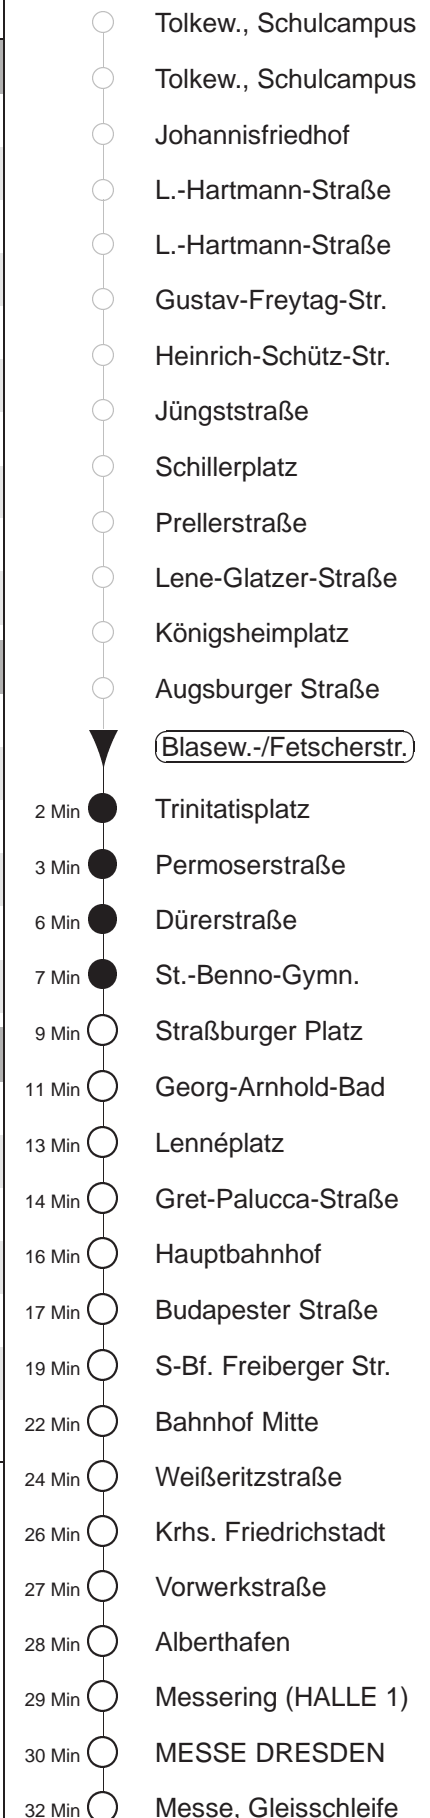 Tolkew., Schulcampus
Tolkew., Schulcampus
Johannisfriedhof
L.-Hartmann-Straße
L.-Hartmann-Straße
Gustav-Freytag-Str.
Heinrich-Schütz-Str.
Jüngststraße
Schillerplatz
Prellerstraße
Lene-Glatzer-Straße
Königsheimplatz
Augsburger Straße
Blasew.-/Fetscherstr.
2 Min Trinitatisplatz
3 Min Permoserstraße
6 Min Dürerstraße
7 Min St.-Benno-Gymn.
9 Min Straßburger Platz
11 Min Georg-Arnhold-Bad
13 Min Lennéplatz
14 Min Gret-Palucca-Straße
16 Min Hauptbahnhof
17 Min Budapester Straße
19 Min S-Bf. Freiberger Str.
22 Min Bahnhof Mitte
24 Min Weißeritzstraße
26 Min Krhs. Friedrichstadt
27 Min Vorwerkstraße
28 Min Alberthafen
29 Min Messering (HALLE 1)
30 Min MESSE DRESDEN
32 Min Messe, Gleisschleife